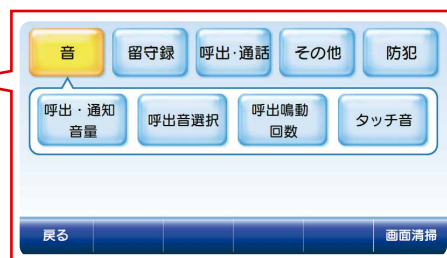 音
留守録
呼出・通話
その他
防犯
呼出・通知
音量
呼出音選択
呼出鳴動
回数
タッチ音
戻る
画面清掃